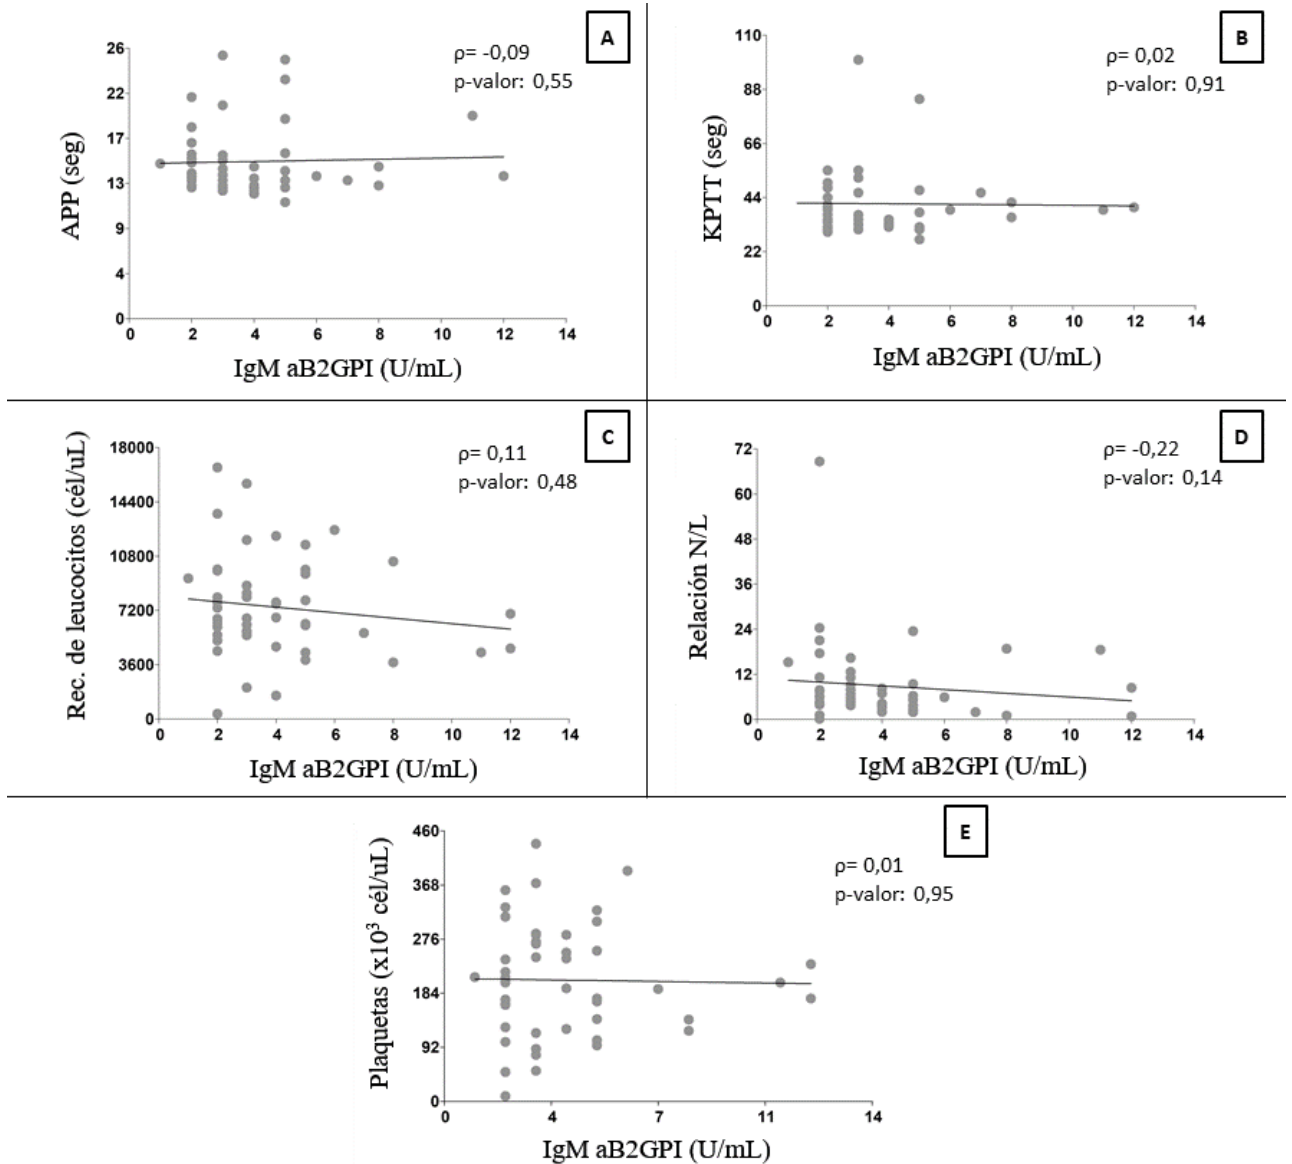 A
ρ= -0,09
p-valor: 0,55
26
22
17
13
9
4
0
0 2 4 6 8 10 12 14
APP (seg)
IgM aB2GPI (U/mL)
B
ρ= 0,02
p-valor: 0,91
110
88
66
44
22
0
0 2 4 6 8 10 12 14
KPTT (seg)
IgM aB2GPI (U/mL)
C
ρ= 0,11
p-valor: 0,48
18000
14400
10800
7200
3600
0
0 2 4 6 8 10 12 14
Rec. de leucocitos (cél/uL)
IgM aB2GPI (U/mL)
D
ρ= -0,22
p-valor: 0,14
72
60
48
36
24
12
0
0 2 4 6 8 10 12 14
Relación N/L
IgM aB2GPI (U/mL)
E
ρ= 0,01
p-valor: 0,95
460
368
276
184
92
0
0 4 7 11 14
Plaquetas (x10³ cél/uL)
IgM aB2GPI (U/mL)